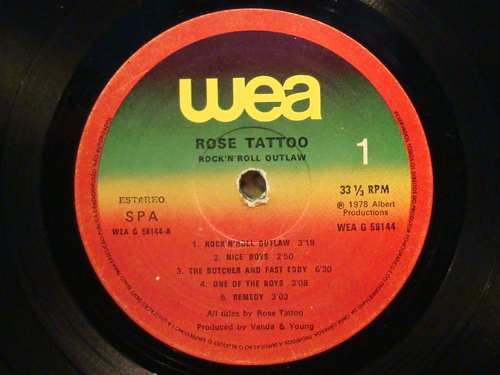 wea
RØSE TATTOO
ROCK'N'ROLL OUTLAW
1
ESTEREO
SPA
WEA G 58144-A
33 1/3 RPM
℗ 1978 Albert
Productions
WEA G 58144
1. ROCK'N'ROLL OUTLAW 3'19
2. NICE BOYS 2'50
3. THE BUTCHER AND FAST EDDY 6'30
4. ONE OF THE BOYS 3'08
5. REMEDY 3'03
All titles by Rose Tattoo
Produced by Vanda & Young